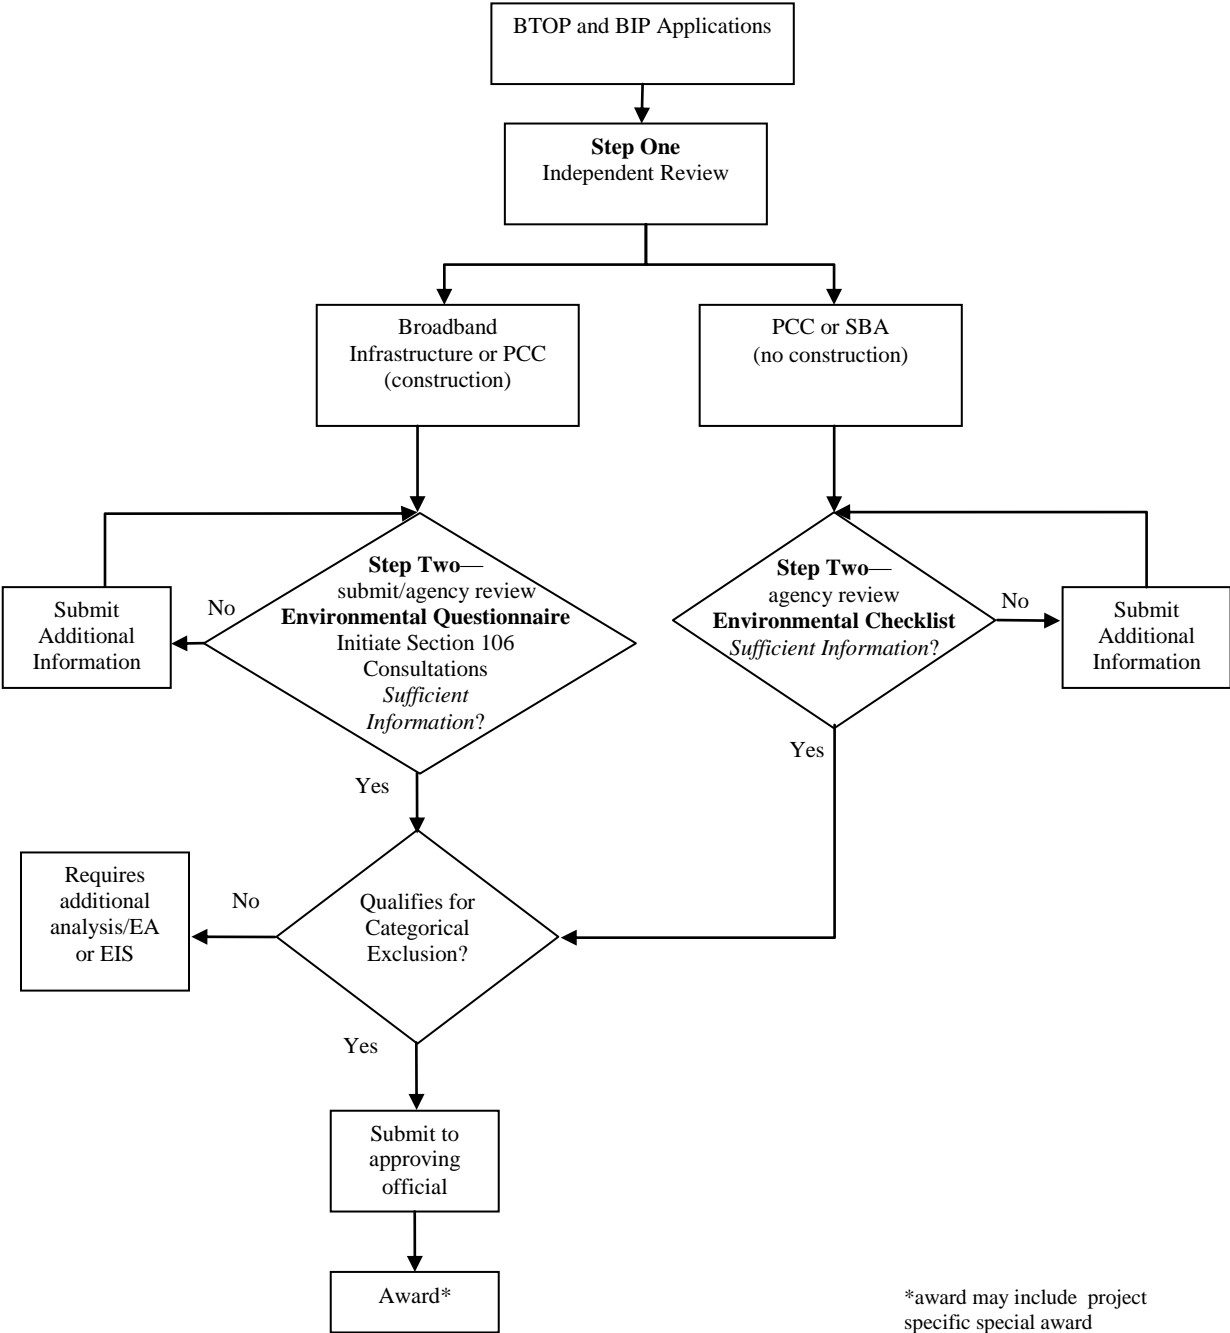 BTOP and BIP Applications
Step One
Independent Review
Broadband
Infrastructure or PCC
(construction)
PCC or SBA
(no construction)
Step Two—
submit/agency review
Environmental Questionnaire
Initiate Section 106
Consultations
Sufficient
Information?
No
Submit
Additional
Information
Step Two—
agency review
Environmental Checklist
Sufficient Information?
No
Submit
Additional
Information
Yes
Yes
Qualifies for
Categorical
Exclusion?
No
Requires
additional
analysis/EA
or EIS
Yes
Submit to
approving
official
Award*
*award may include project
specific special award